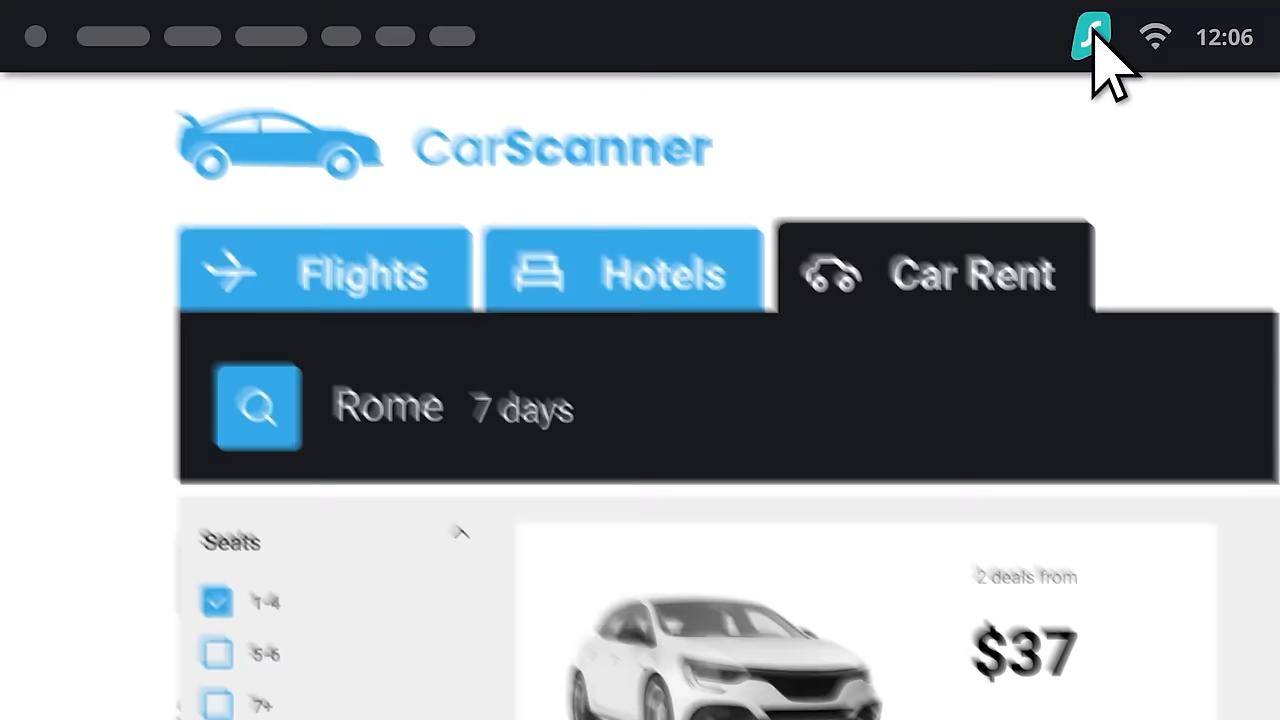 12:06
CarScanner
Flights Hotels Car Rent
Rome 7 days
Seats
1-4
5-6
7+
2 deals from
$37